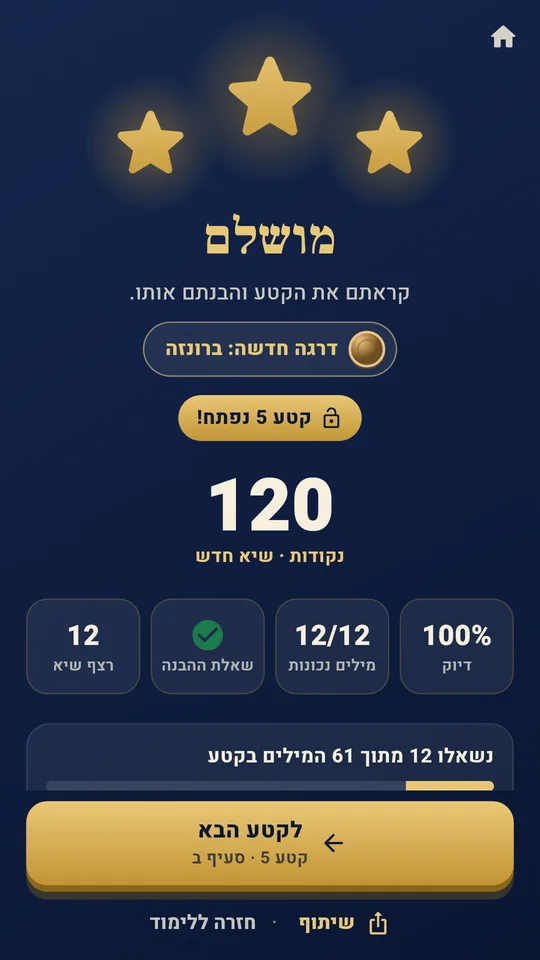 מושלם
קראתם את הקטע והבנתם אותו.
דרגה חדשה: ברונזה
קטע 5 נפתח!
120
נקודות · שיא חדש
100%
דיוק
12/12
מילים נכונות
שאלת ההבנה
12
רצף שיא
נשאלו 12 מתוך 61 המילים בקטע
לקטע הבא
קטע 5 · סעיף ב
שיתוף · חזרה ללימוד